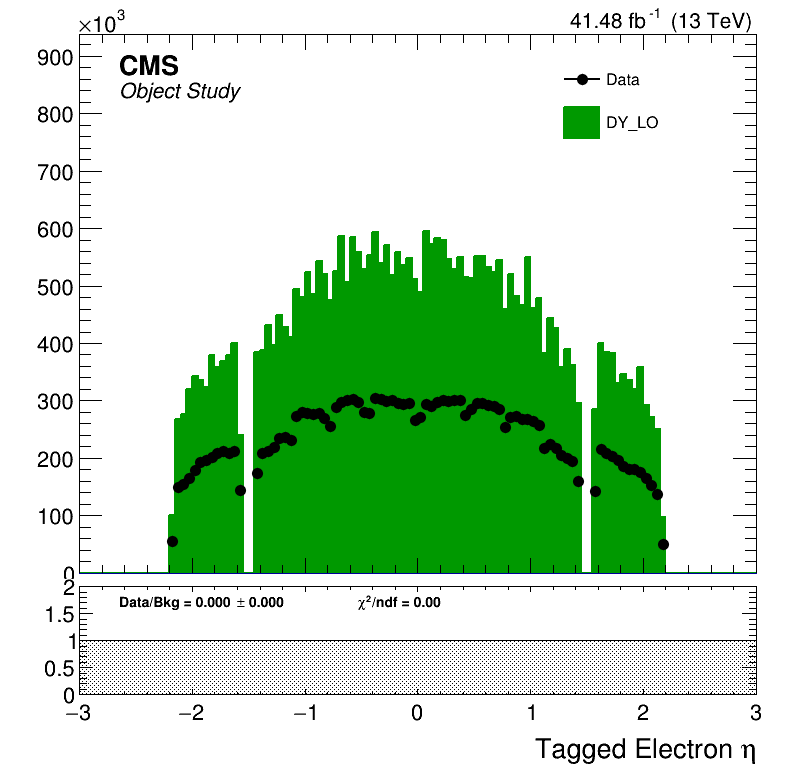 ×10³
41.48 fb⁻¹ (13 TeV)
CMS
Object Study
Data
DY_LO
900
800
700
600
500
400
300
200
100
0
2
1.5
1
0.5
0
Data/Bkg = 0.000 ± 0.000
χ²/ndf = 0.00
−3
−2
−1
0
1
2
3
Tagged Electron η